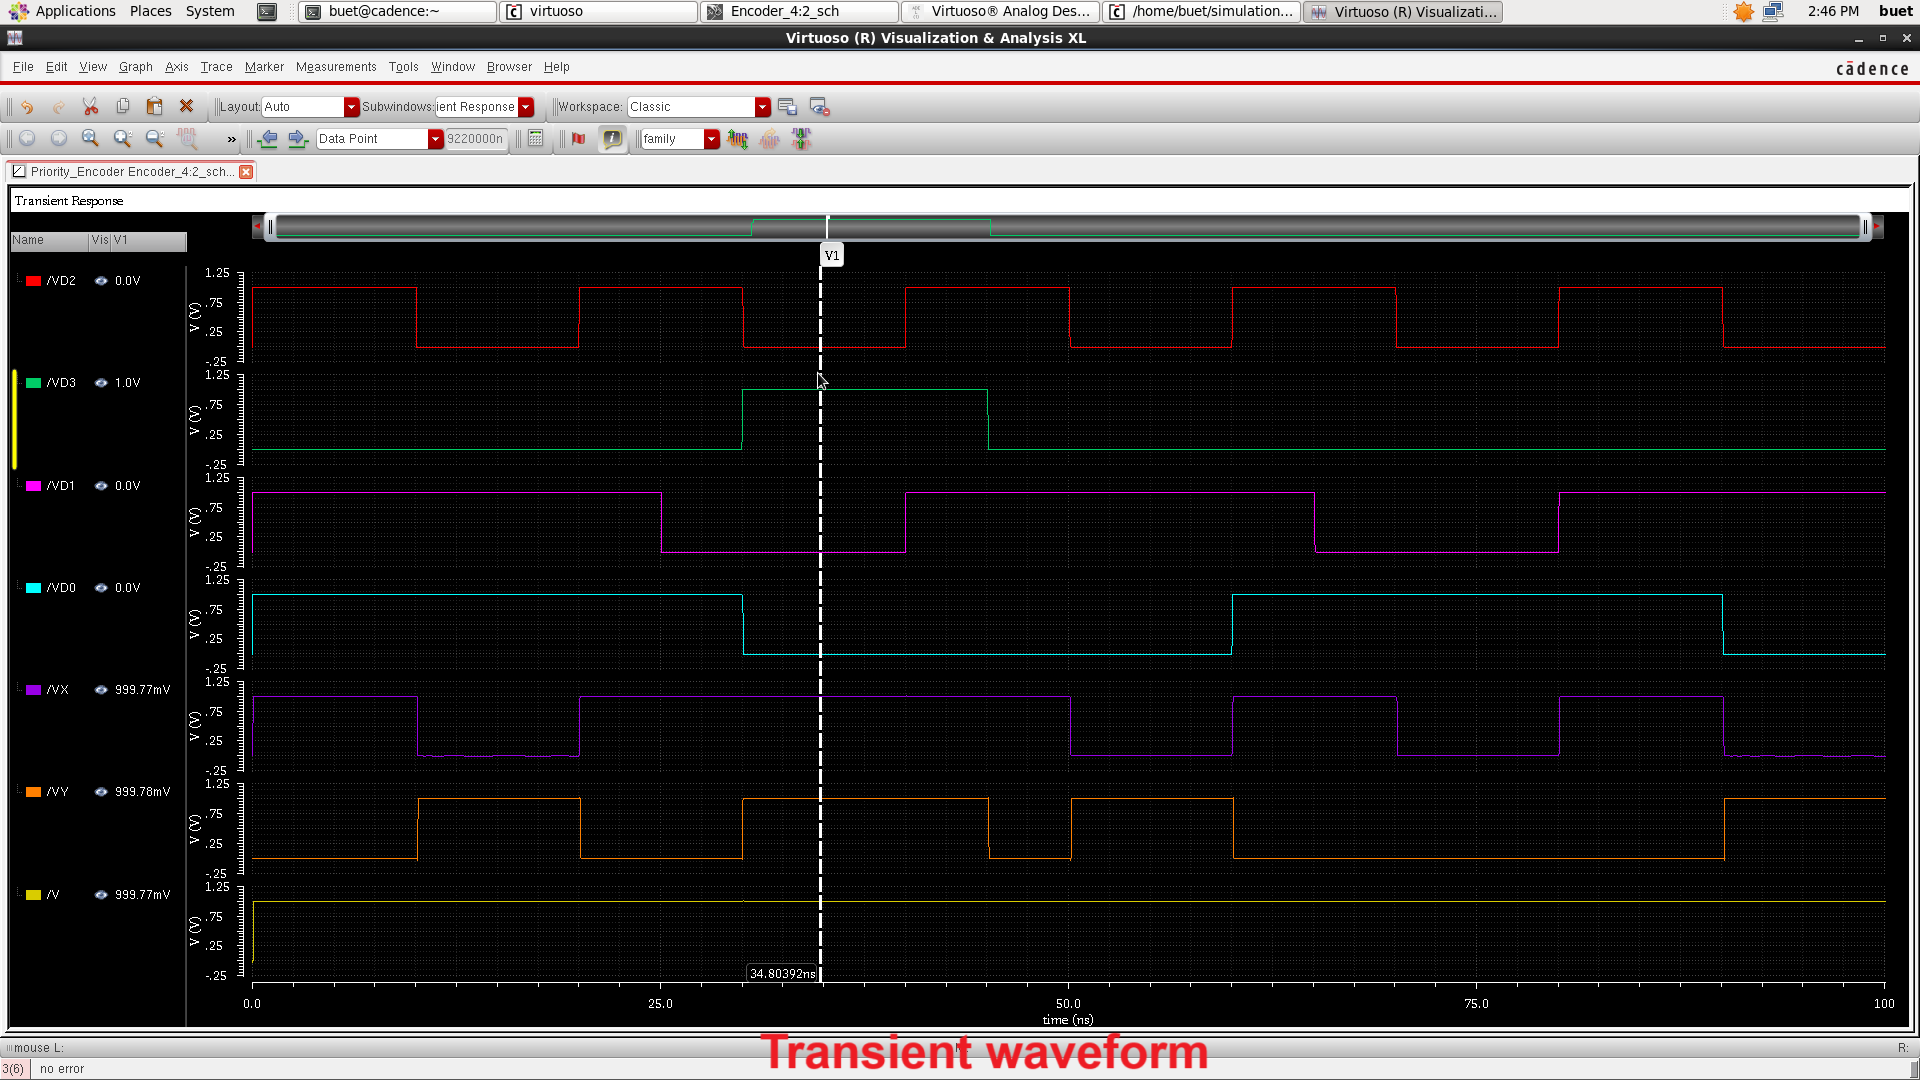 Applications Places System buet@cadence:~ virtuoso Encoder_4:2_sch Virtuoso® Analog Des... /home/buet/simulation... Virtuoso (R) Visualizati... 2:46 PM buet
Virtuoso (R) Visualization & Analysis XL
File Edit View Graph Axis Trace Marker Measurements Tools Window Browser Help cādence
Layout: Auto Subwindows: ient Response Workspace: Classic
» Data Point 9220000n family
Priority_Encoder Encoder_4:2_sch...
Transient Response
Name Vis V1
V1
/VD2 0.0V
1.25
.75
.25
-.25
V (V)
/VD3 1.0V
1.25
.75
.25
-.25
V (V)
/VD1 0.0V
1.25
.75
.25
-.25
V (V)
/VD0 0.0V
1.25
.75
.25
-.25
V (V)
/VX 999.77mV
1.25
.75
.25
-.25
V (V)
/VY 999.78mV
1.25
.75
.25
-.25
V (V)
/V 999.77mV
1.25
.75
.25
-.25
V (V)
34.80392ns
0.0 25.0 50.0 75.0 100
time (ns)
mouse L: R:
Transient waveform
3(6) no error